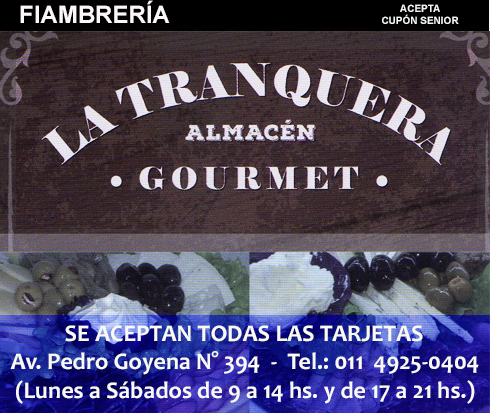 FIAMBRERÍA
ACEPTA
CUPÓN SENIOR
LA TRANQUERA
ALMACÉN
• GOURMET •
SE ACEPTAN TODAS LAS TARJETAS
Av. Pedro Goyena N° 394 - Tel.: 011 4925-0404
(Lunes a Sábados de 9 a 14 hs. y de 17 a 21 hs.)